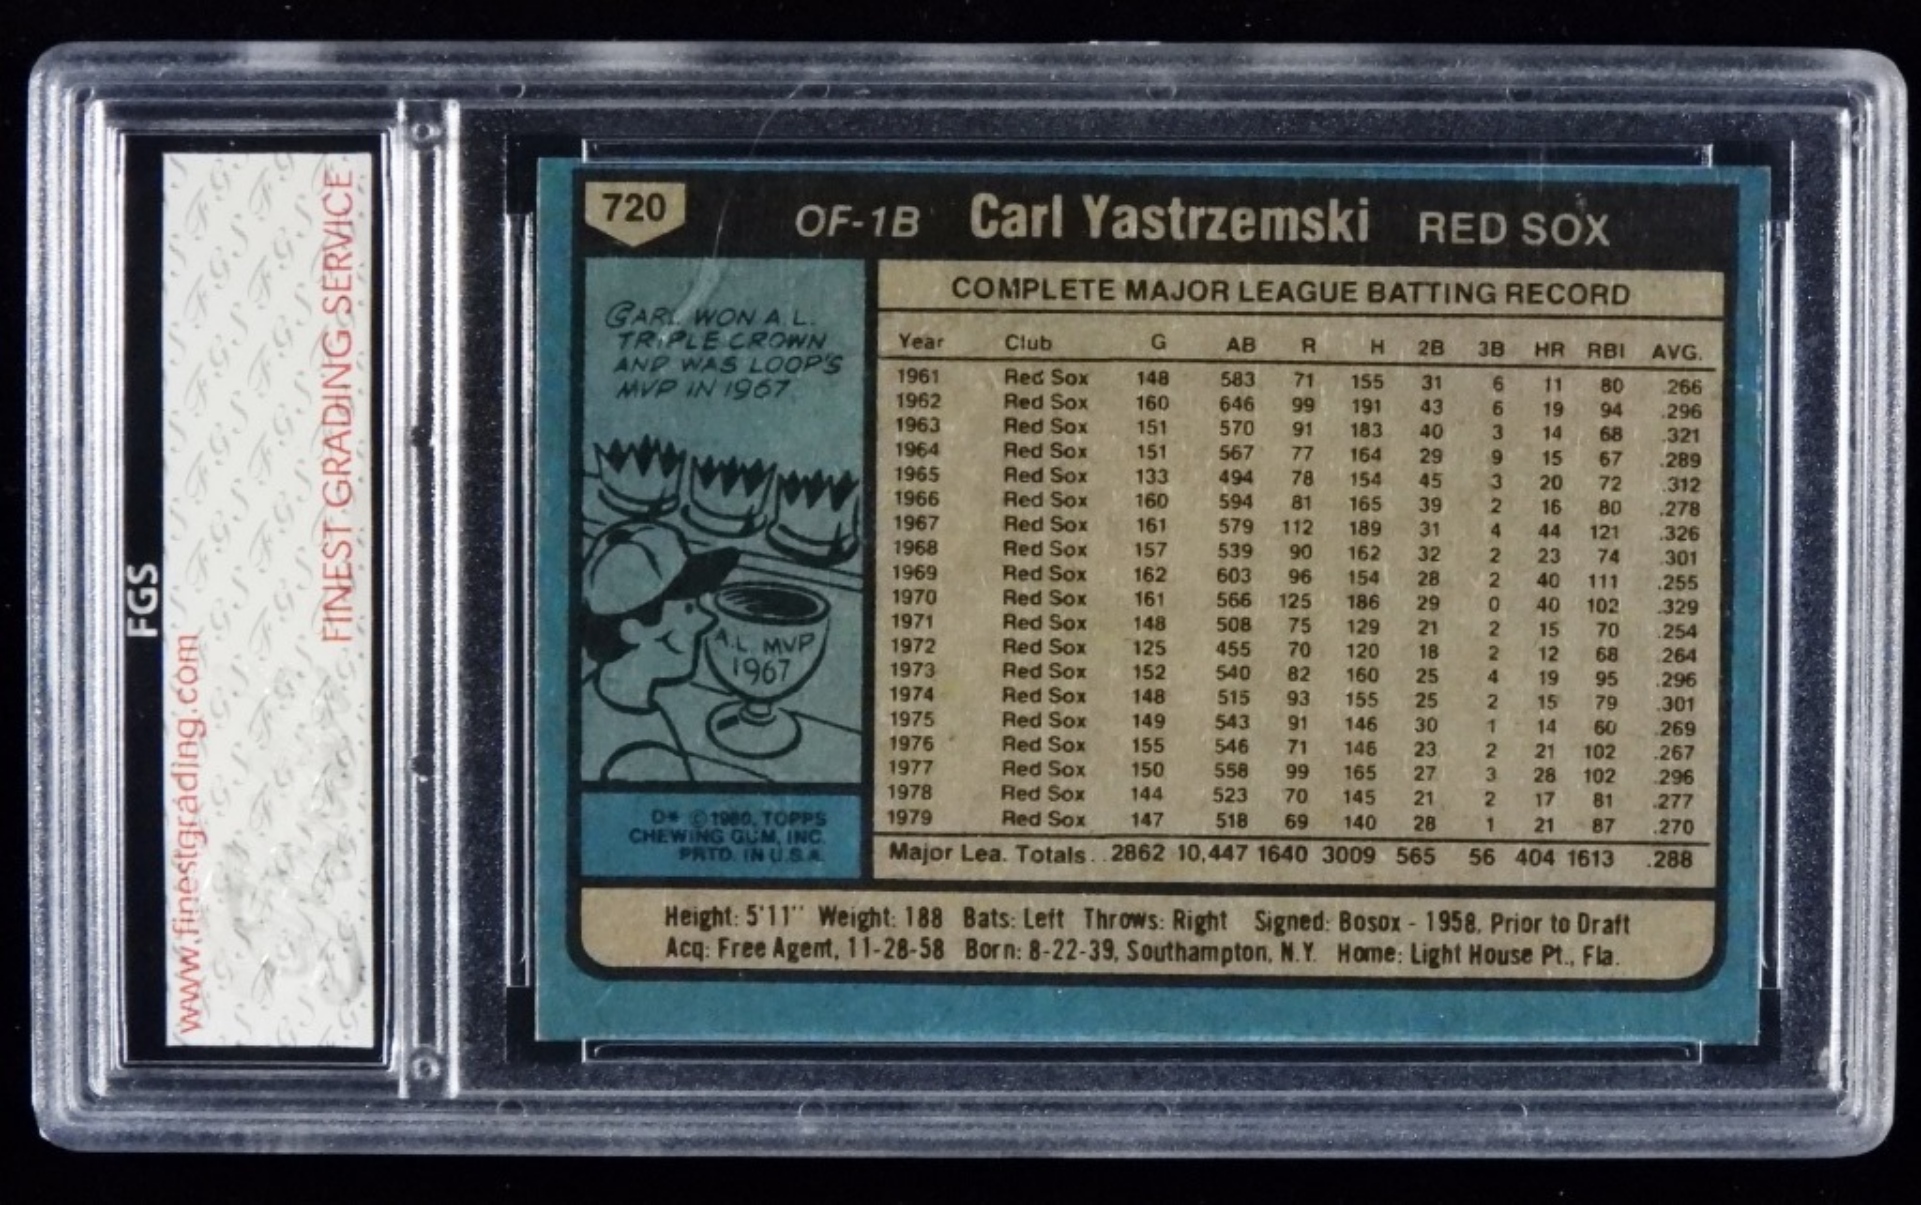 FGS
www.finestgrading.com
FINEST GRADING SERVICE
720 OF-1B Carl Yastrzemski RED SOX
CARL WON A.L.
TRIPLE CROWN
AND WAS LOOP'S
MVP IN 1967.
A.L. MVP
1967
D* ©1980, TOPPS
CHEWING GUM, INC.
PRTD. IN U.S.A.
COMPLETE MAJOR LEAGUE BATTING RECORD
Year Club G AB R H 2B 3B HR RBI AVG.
1961 Red Sox 148 583 71 155 31 6 11 80 .266
1962 Red Sox 160 646 99 191 43 6 19 94 .296
1963 Red Sox 151 570 91 183 40 3 14 68 .321
1964 Red Sox 151 567 77 164 29 9 15 67 .289
1965 Red Sox 133 494 78 154 45 3 20 72 .312
1966 Red Sox 160 594 81 165 39 2 16 80 .278
1967 Red Sox 161 579 112 189 31 4 44 121 .326
1968 Red Sox 157 539 90 162 32 2 23 74 .301
1969 Red Sox 162 603 96 154 28 2 40 111 .255
1970 Red Sox 161 566 125 186 29 0 40 102 .329
1971 Red Sox 148 508 75 129 21 2 15 70 .254
1972 Red Sox 125 455 70 120 18 2 12 68 .264
1973 Red Sox 152 540 82 160 25 4 19 95 .296
1974 Red Sox 148 515 93 155 25 2 15 79 .301
1975 Red Sox 149 543 91 146 30 1 14 60 .269
1976 Red Sox 155 546 71 146 23 2 21 102 .267
1977 Red Sox 150 558 99 165 27 3 28 102 .296
1978 Red Sox 144 523 70 145 21 2 17 81 .277
1979 Red Sox 147 518 69 140 28 1 21 87 .270
Major Lea. Totals . . 2862 10,447 1640 3009 565 56 404 1613 .288
Height: 5'11" Weight: 188 Bats: Left Throws: Right Signed: Bosox - 1958, Prior to Draft
Acq: Free Agent, 11-28-58 Born: 8-22-39, Southampton, N.Y. Home: Light House Pt., Fla.